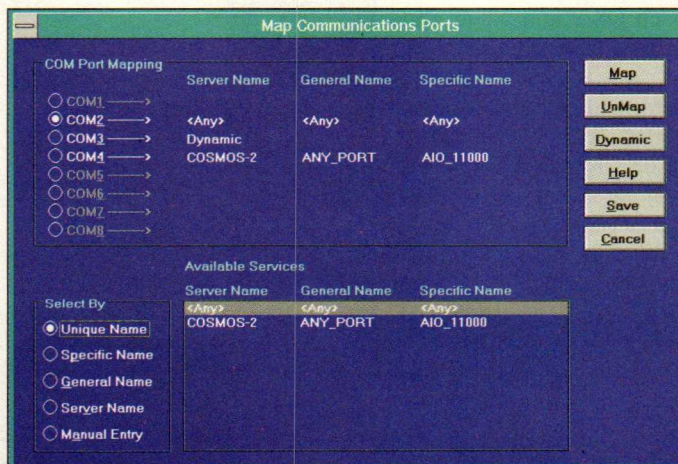 Map Communications Ports
COM Port Mapping
Server Name General Name Specific Name
COM1 ----->
COM2 -----> <Any> <Any> <Any>
COM3 -----> Dynamic
COM4 -----> COSMOS-2 ANY_PORT AIO_11000
COM5 ----->
COM6 ----->
COM7 ----->
COM8 ----->
Map
UnMap
Dynamic
Help
Save
Cancel
Available Services
Server Name General Name Specific Name
<Any> <Any> <Any>
COSMOS-2 ANY_PORT AIO_11000
Select By
Unique Name
Specific Name
General Name
Server Name
Manual Entry